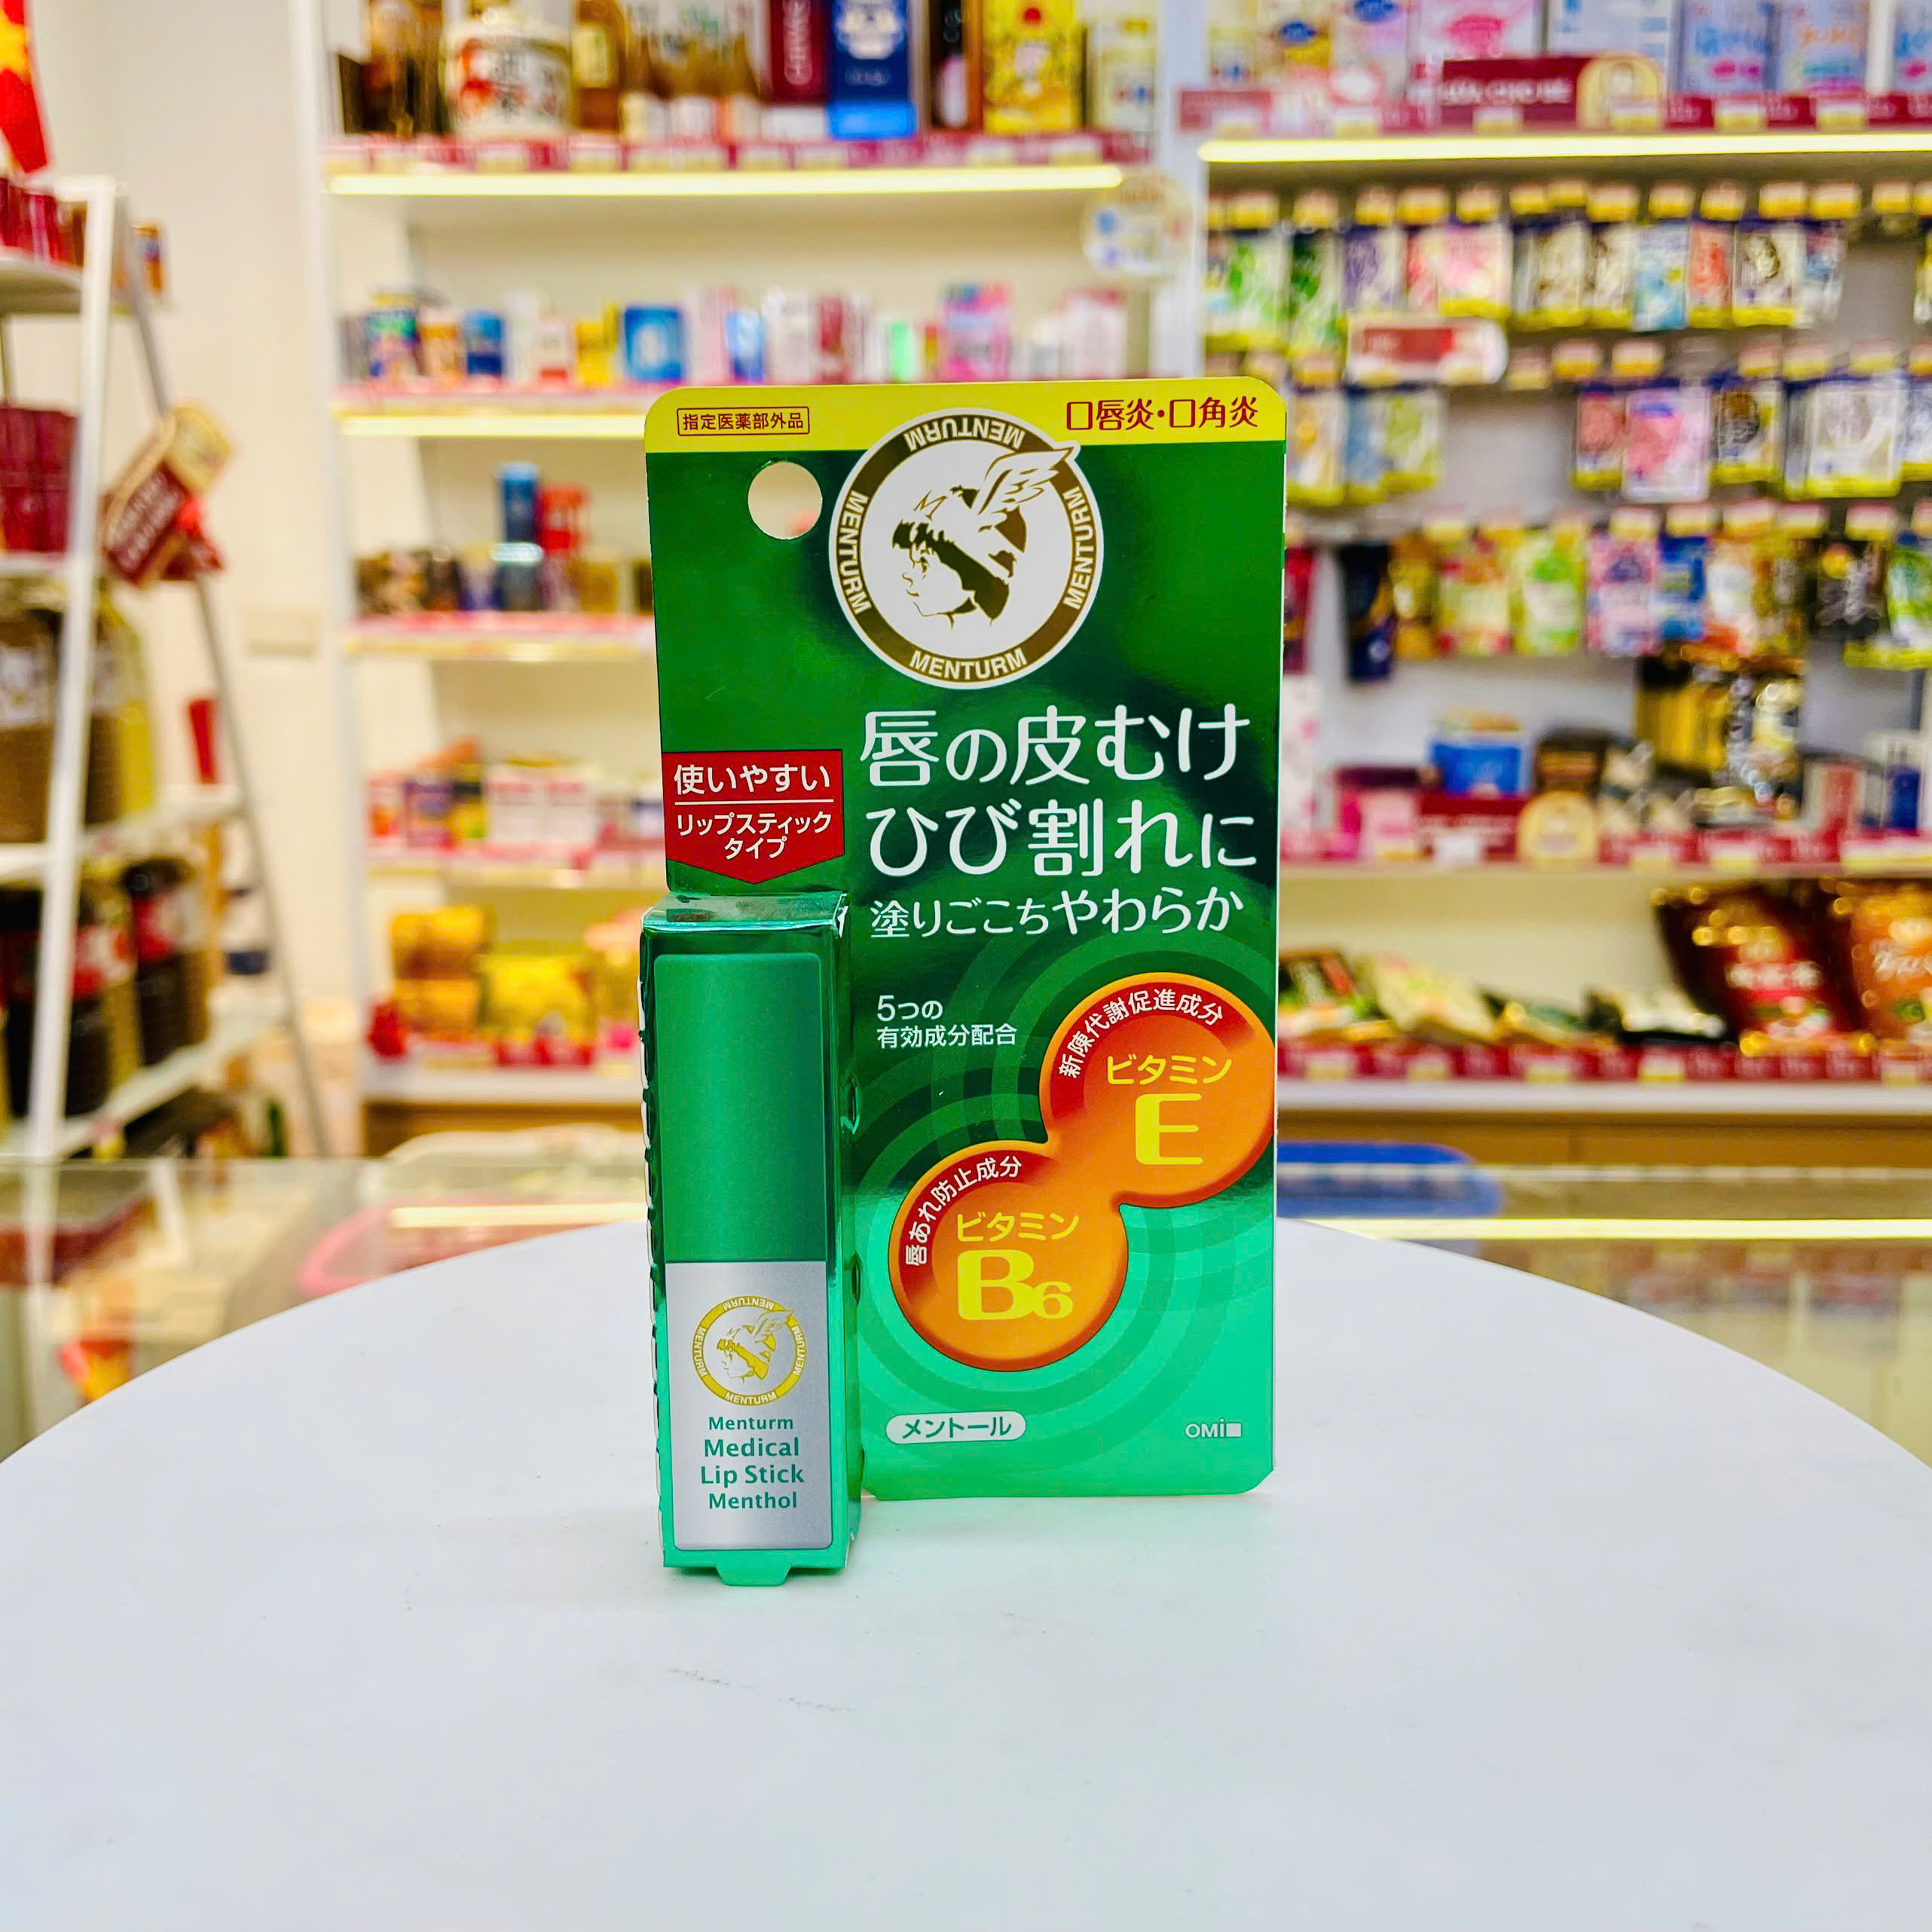 指定医薬部外品
口唇炎・口角炎
MENTURM
MENTURM
MENTURM
MENTURM
唇の皮むけ
ひび割れに
塗りごこちやわらか
使いやすい
リップスティック
タイプ
5つの
有効成分配合
新陳代謝促進成分
ビタミン
E
唇あれ防止成分
ビタミン
B6
メントール
OMi
MENTURM
MENTURM
MENTURM
MENTURM
Menturm
Medical
Lip Stick
Menthol